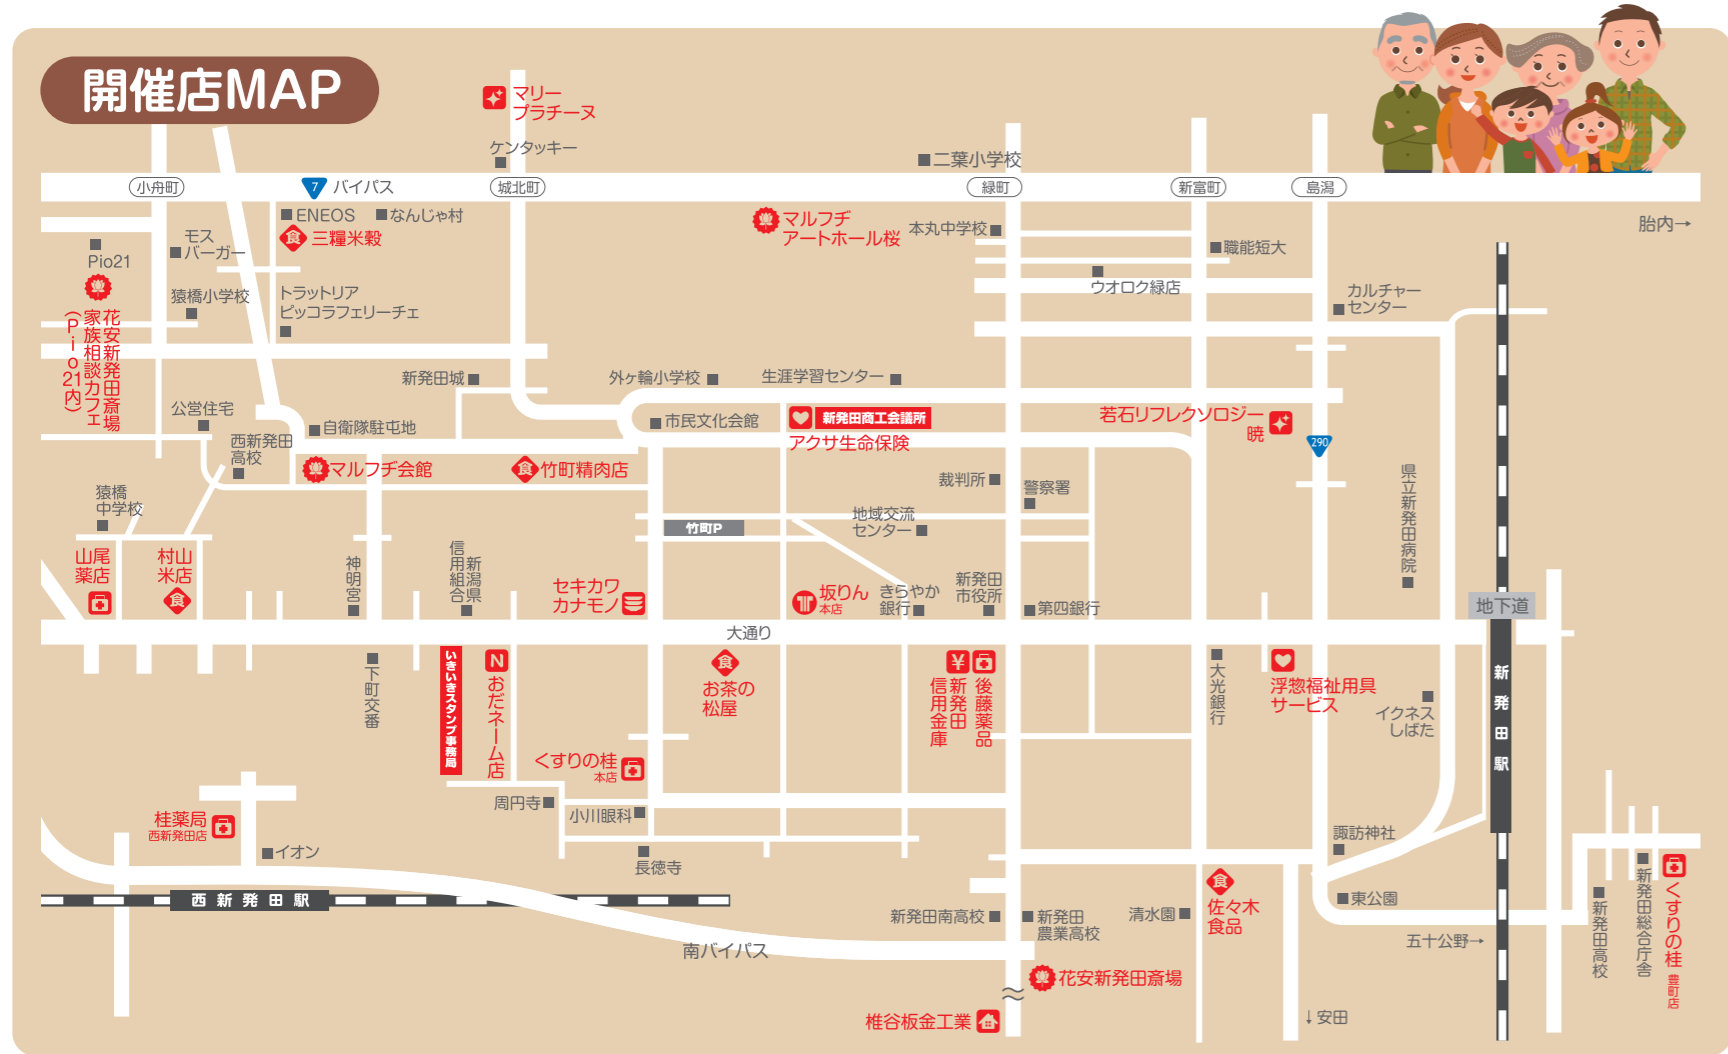 開催店MAP
マリー
プラチーヌ
ケンタッキー
二葉小学校
小舟町
7
バイパス
城北町
緑町
新富町
島潟
ENEOS
なんじゃ村
三糧米穀
マルフヂ
アートホール桜
本丸中学校
職能短大
胎内→
モス
バーガー
Pio21
猿橋小学校
トラットリア
ピッコラフェリーチェ
ウオロク緑店
カルチャー
センター
花安新発田斎場
家族相談カフェ
(Pio21内)
新発田城
外ヶ輪小学校
生涯学習センター
公営住宅
自衛隊駐屯地
市民文化会館
新発田商工会議所
アクサ生命保険
若石リフレクソロジー
暁
290
西新発田
高校
マルフヂ会館
食
竹町精肉店
裁判所
警察署
県立新発田病院
猿橋
中学校
竹町P
地域交流
センター
山尾
薬店
村山
米店
食
神明宮
新潟県
信用組合
セキカワ
カナモノ
坂りん
本店
きらやか
銀行
新発田
市役所
第四銀行
地下道
大通り
下町交番
いきいきスタンプ事務局
N
おだネーム店
食
お茶の
松屋
¥
新発田
信用金庫
後藤薬品
大光銀行
浮惣福祉用具
サービス
イクネス
しばた
新発田駅
くすりの桂
本店
周円寺
小川眼科
長徳寺
桂薬局
西新発田店
イオン
西新発田駅
南バイパス
諏訪神社
東公園
食
佐々木
食品
清水園
新発田南高校
新発田
農業高校
五十公野→
新発田高校
新発田総合庁舎
くすりの桂
豊町店
花安新発田斎場
椎谷板金工業
↓安田